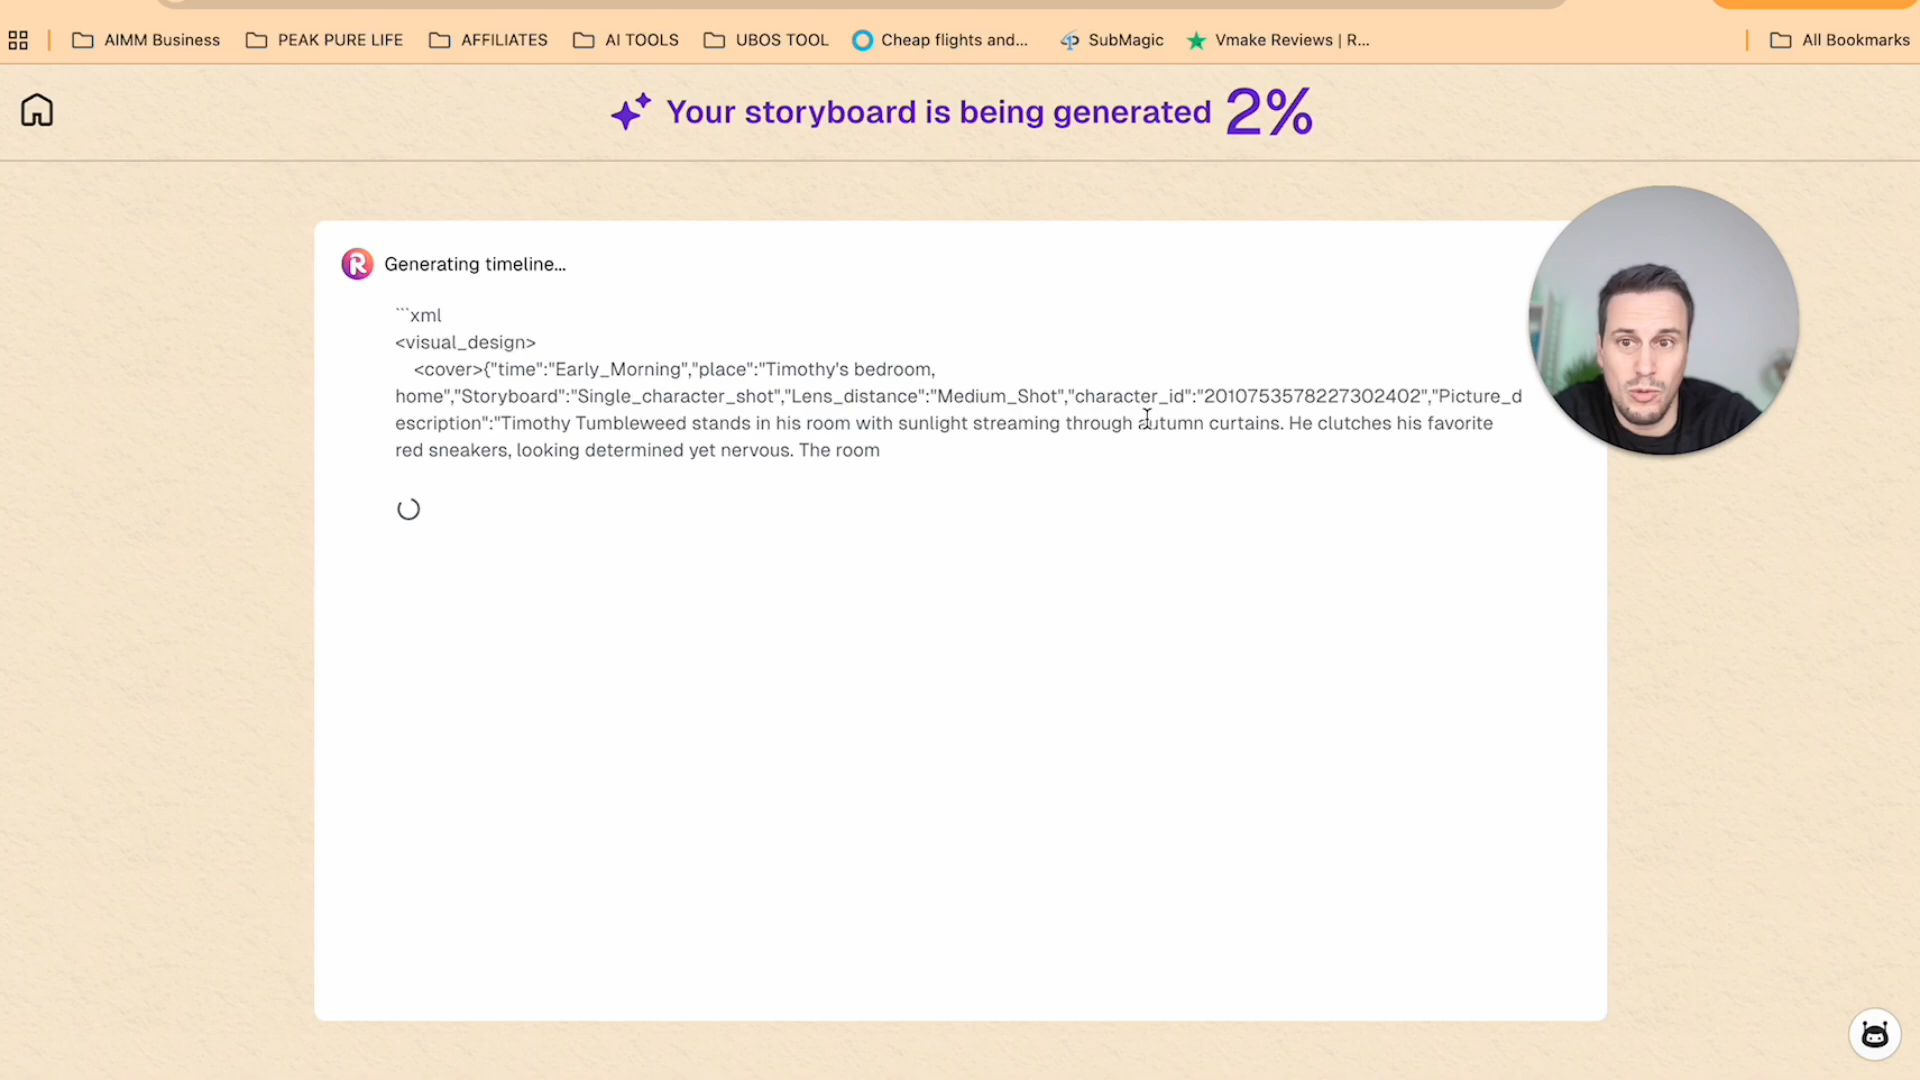 AIMM Business PEAK PURE LIFE AFFILIATES AI TOOLS UBOS TOOL Cheap flights and... SubMagic Vmake Reviews | R... All Bookmarks
Your storyboard is being generated 2%
R Generating timeline...
```xml
<visual_design>
<cover>{"time":"Early_Morning","place":"Timothy's bedroom,
home","Storyboard":"Single_character_shot","Lens_distance":"Medium_Shot","character_id":"2010753578227302402","Picture_d
escription":"Timothy Tumbleweed stands in his room with sunlight streaming through autumn curtains. He clutches his favorite
red sneakers, looking determined yet nervous. The room